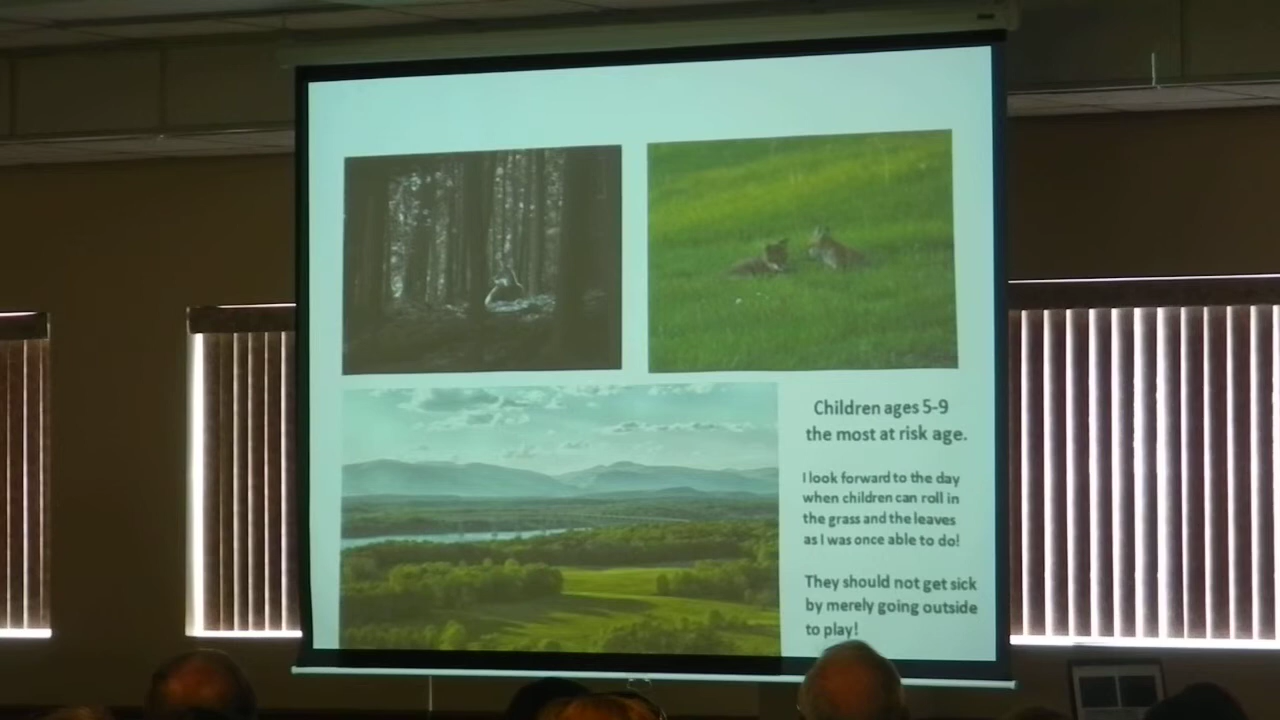 Children ages 5-9
the most at risk age.
I look forward to the day
when children can roll in
the grass and the leaves
as I was once able to do!
They should not get sick
by merely going outside
to play!